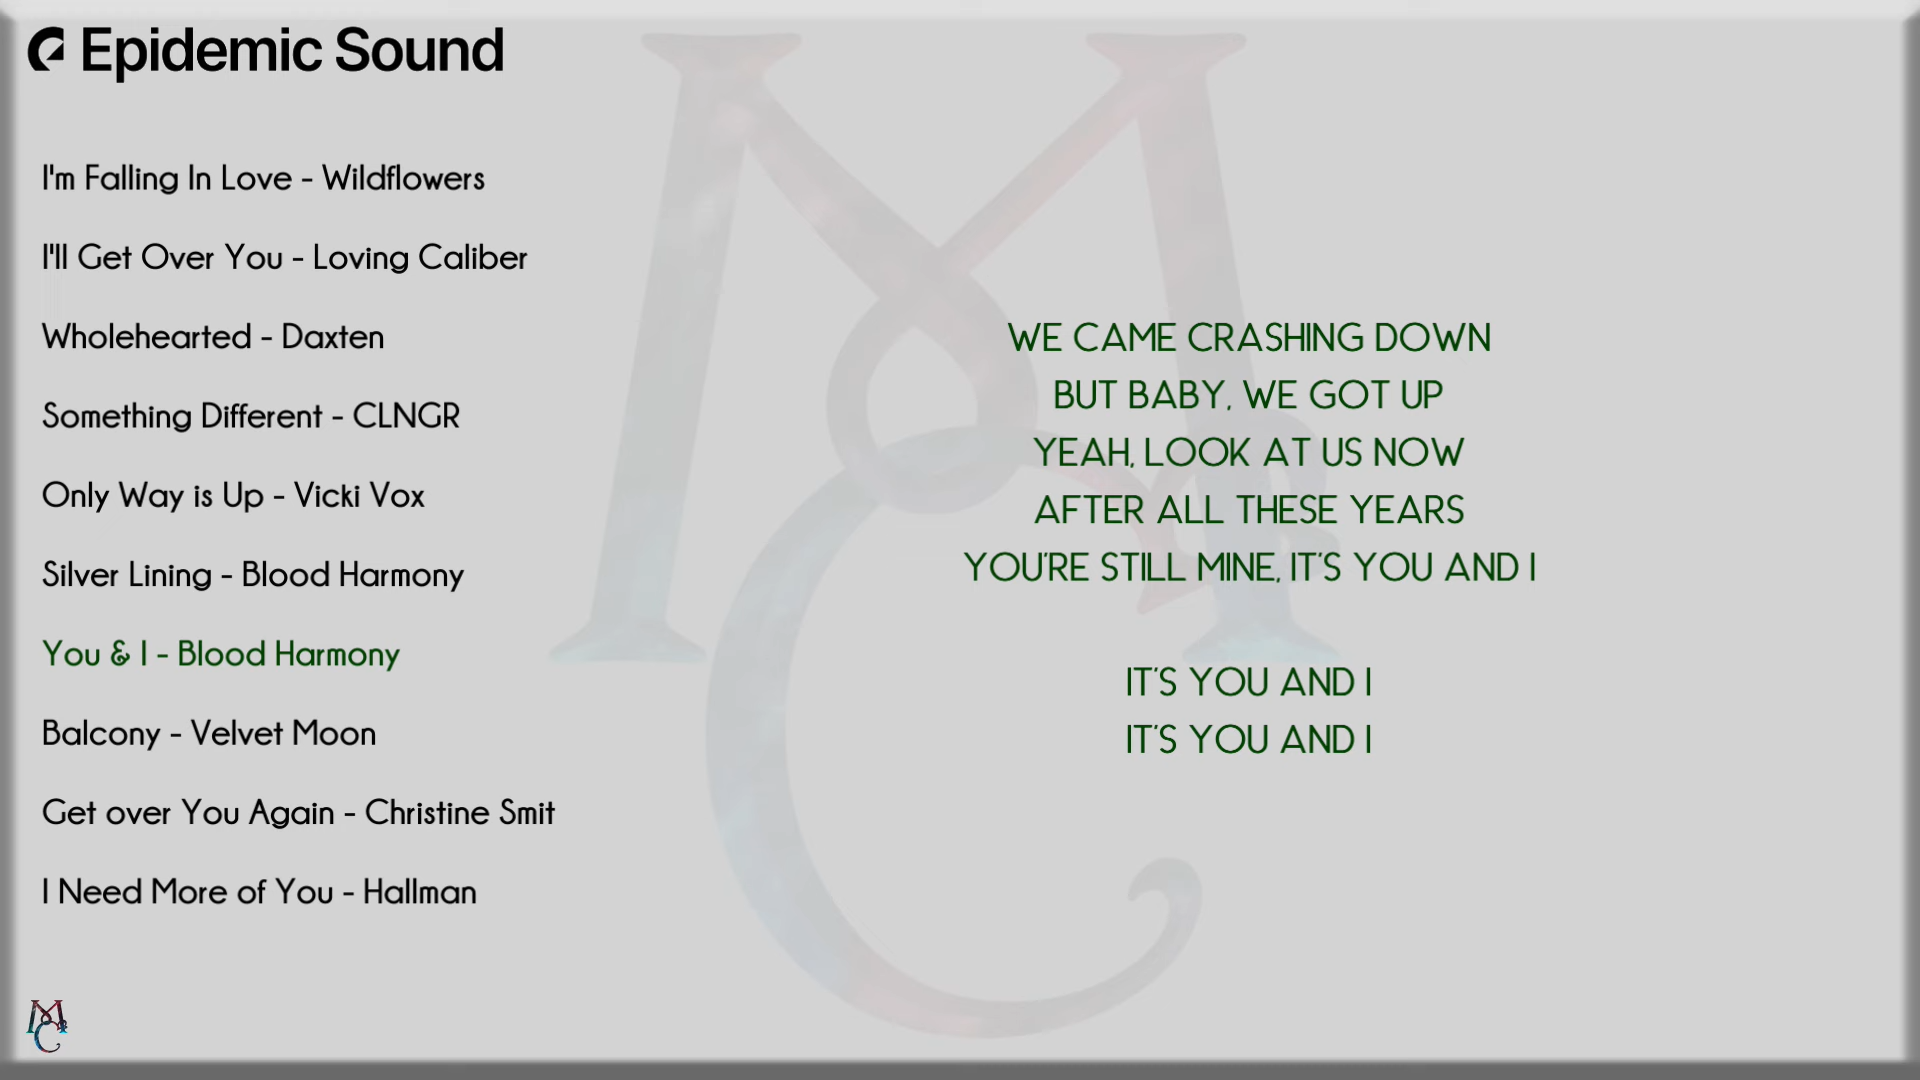 Epidemic Sound
I'm Falling In Love - Wildflowers
I'll Get Over You - Loving Caliber
Wholehearted - Daxten
Something Different - CLNGR
Only Way is Up - Vicki Vox
Silver Lining - Blood Harmony
You & I - Blood Harmony
Balcony - Velvet Moon
Get over You Again - Christine Smit
I Need More of You - Hallman
WE CAME CRASHING DOWN
BUT BABY, WE GOT UP
YEAH, LOOK AT US NOW
AFTER ALL THESE YEARS
YOU'RE STILL MINE, IT'S YOU AND I
IT'S YOU AND I
IT'S YOU AND I
MC